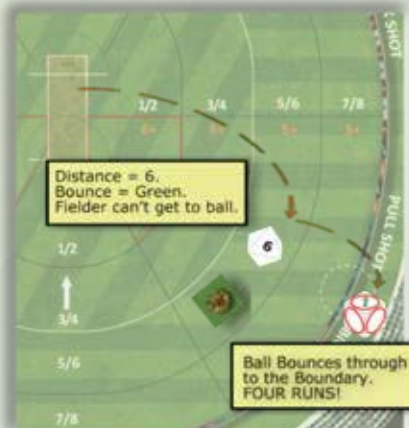 SHOT
1/2 3/4 5/6 7/8
Distance = 6.
Bounce = Green.
Fielder can't get to ball.
PULL SHOT
6
1/2
3/4
5/6
7/8
Ball Bounces through
to the Boundary.
FOUR RUNS!